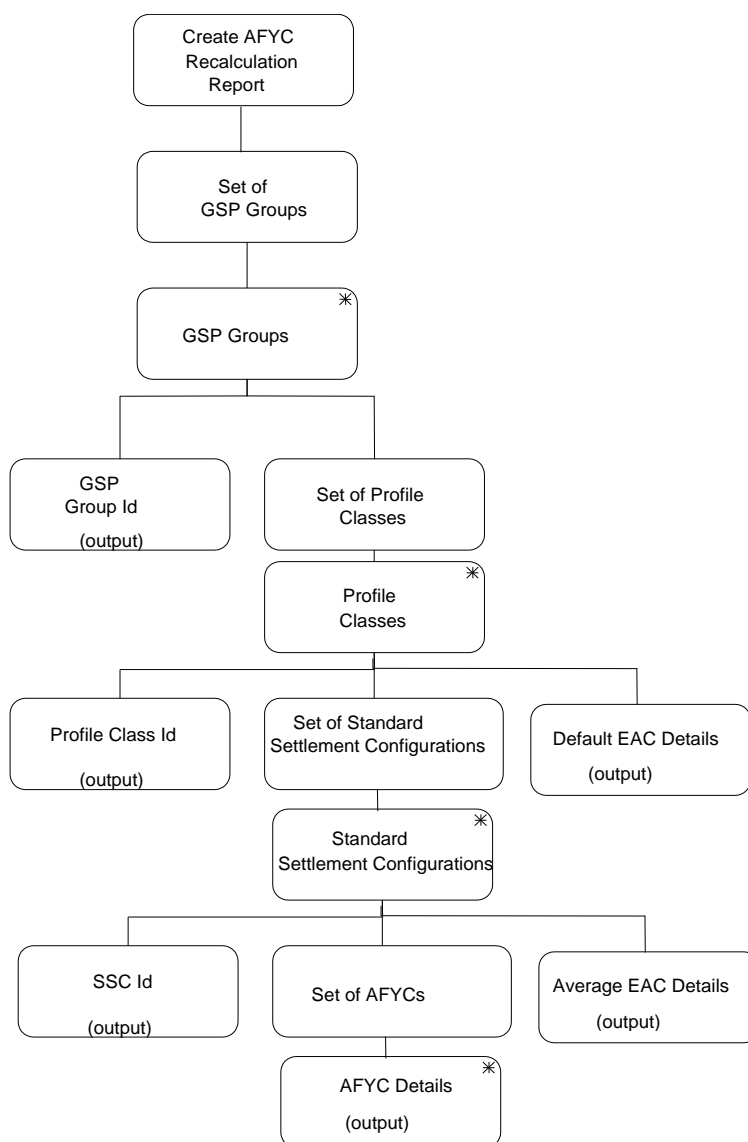 Create AFYC
Recalculation
Report
Set of
GSP Groups
GSP Groups
GSP
Group Id
(output)
Set of Profile
Classes
Profile
Classes
Profile Class Id
(output)
Set of Standard
Settlement Configurations
Default EAC Details
(output)
Standard
Settlement Configurations
SSC Id
(output)
Set of AFYCs
Average EAC Details
(output)
AFYC Details
(output)